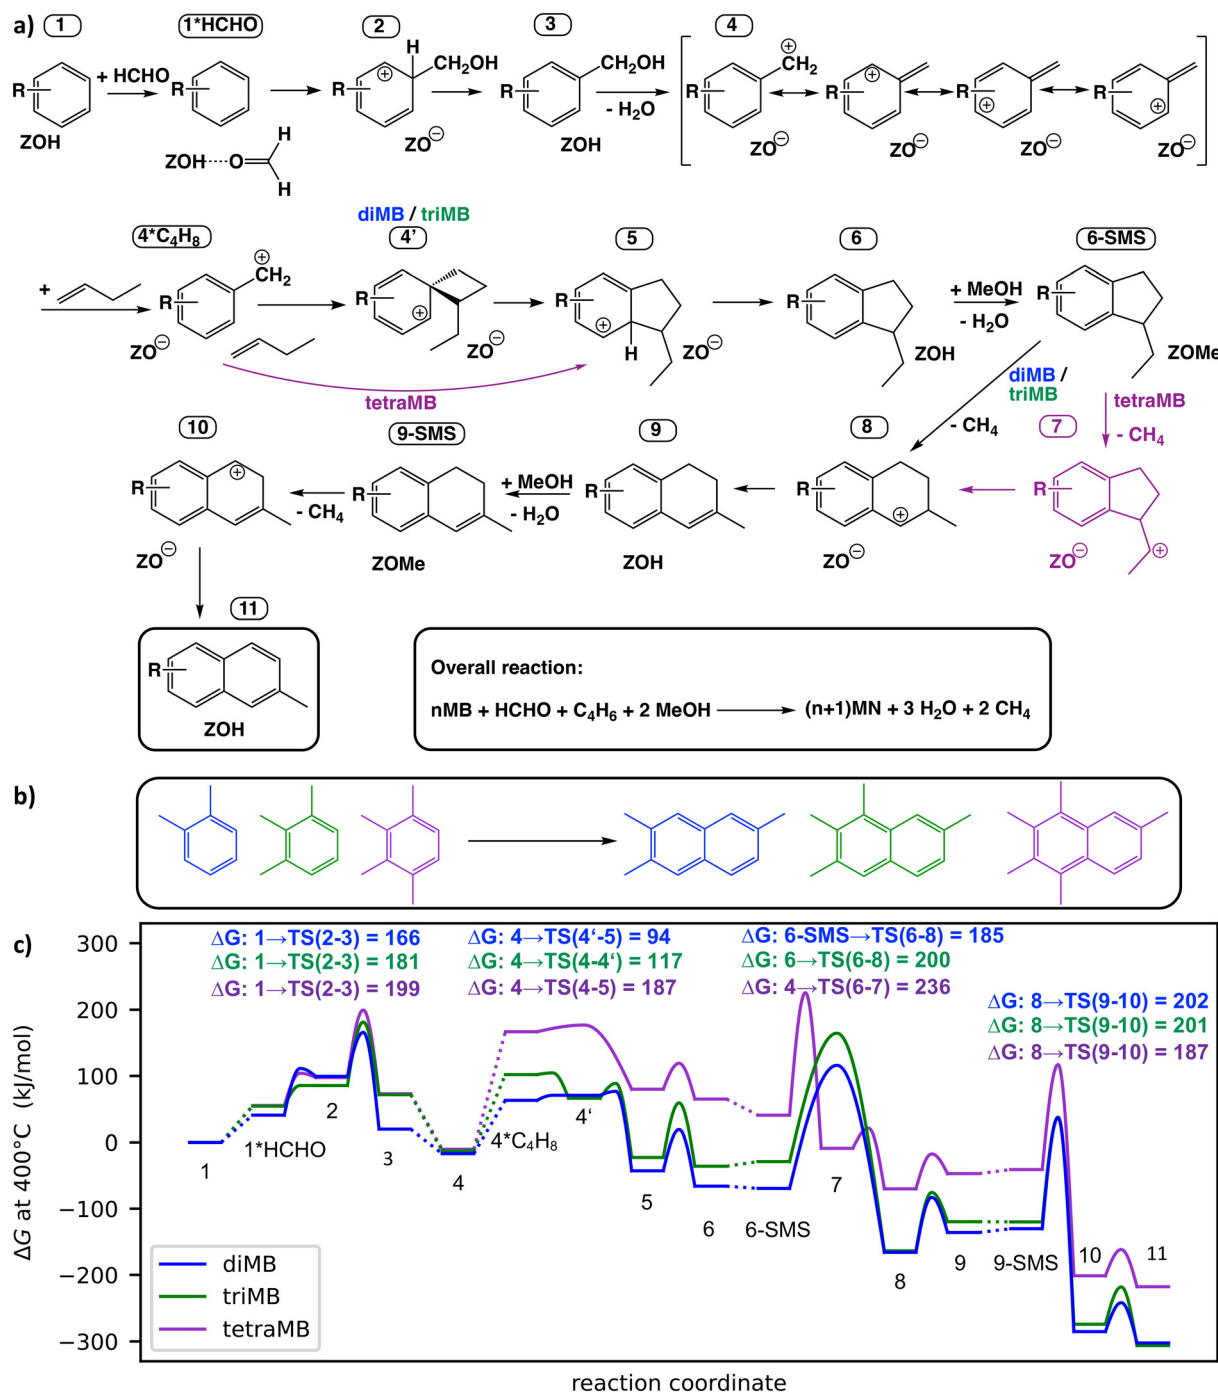 a)
1
1*HCHO
2
3
4
R
+ HCHO
R
R
H
CH₂OH
⊕
R
CH₂OH
- H₂O
R
⊕
CH₂
R
⊕
R
⊕
R
⊕
ZOH
ZOH
O
H
H
ZO⊖
ZOH
ZO⊖
ZO⊖
ZO⊖
ZO⊖
diMB / triMB
4*C₄H₈
4'
5
6
6-SMS
+
R
⊕
CH₂
R
⊕
R
⊕
H
R
+ MeOH
- H₂O
R
ZO⊖
ZO⊖
ZO⊖
ZOH
ZOMe
tetraMB
diMB /
triMB
tetraMB
- CH₄
- CH₄
10
9-SMS
9
8
7
R
⊕
- CH₄
R
+ MeOH
- H₂O
R
R
⊕
R
⊕
ZO⊖
ZOMe
ZOH
ZO⊖
ZO⊖
11
R
ZOH
Overall reaction:
nMB + HCHO + C₄H₆ + 2 MeOH → (n+1)MN + 3 H₂O + 2 CH₄
b)
c)
ΔG: 1→TS(2-3) = 166
ΔG: 1→TS(2-3) = 181
ΔG: 1→TS(2-3) = 199
ΔG: 4→TS(4‘-5) = 94
ΔG: 4→TS(4-4‘) = 117
ΔG: 4→TS(4-5) = 187
ΔG: 6-SMS→TS(6-8) = 185
ΔG: 6→TS(6-8) = 200
ΔG: 4→TS(6-7) = 236
ΔG: 8→TS(9-10) = 202
ΔG: 8→TS(9-10) = 201
ΔG: 8→TS(9-10) = 187
ΔG at 400°C (kJ/mol)
300
200
100
0
−100
−200
−300
1
1*HCHO
2
3
4
4*C₄H₈
4‘
5
6
6-SMS
7
8
9
9-SMS
10
11
diMB
triMB
tetraMB
reaction coordinate